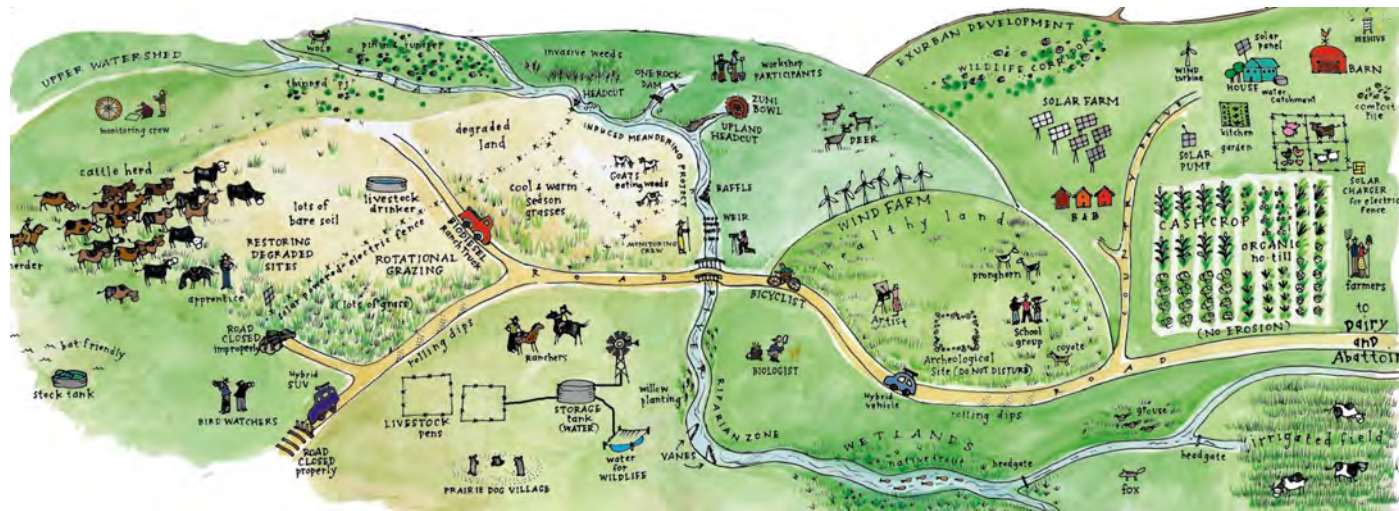 UPPER WATERSHED
WOLF
piñon & juniper
thinned PJ
STREAM
monitoring crew
cattle herd
herder
invasive weeds
ONE ROCK
DAM
HEADCUT
workshop
PARTICIPANTS
ZUNI
BOWL
UPLAND
HEADCUT
INDUCED MEANDERING PROJECT
DEER
degraded
land
GOATS
eating weeds
cool & warm
season
grasses
BAFFLE
WEIR
MONITORING
CREW
lots of
bare soil
livestock
drinker
BIODIESEL
Ranch truck
RESTORING
DEGRADED
SITES
solar powered electric fence
ROTATIONAL
GRAZING
(lots of grass)
apprentice
ROAD
CLOSED
improperly
rolling dips
ROAD
bat friendly
stock tank
BIRD WATCHERS
Hybrid
SUV
ROAD
CLOSED
properly
Ranchers
LIVESTOCK
pens
STORAGE
tank
(WATER)
water
for
WILDLIFE
PRAIRIE DOG VILLAGE
willow
planting
VANES
RIVER
RIPARIAN ZONE
BIOLOGIST
BICYCLIST
WIND FARM
healthy land
pronghorn
Artist
School
group
Archeological
Site (DO NOT DISTURB)
coyote
Hybrid
vehicle
rolling dips
ROAD
WETLANDS
native trout
headgate
grouse
fox
headgate
irrigated field
EXURBAN DEVELOPMENT
WILDLIFE CORRIDOR
SOLAR FARM
B & B
WIND
turbine
solar
panel
HOUSE
water
catchment
BEEHIVE
BARN
compost
pile
kitchen
garden
SOLAR
PUMP
SOLAR
CHARGER
for electric
fence
CASH CROP
ORGANIC
no-till
(NO EROSION)
farmers
to
Dairy
and
Abattoir